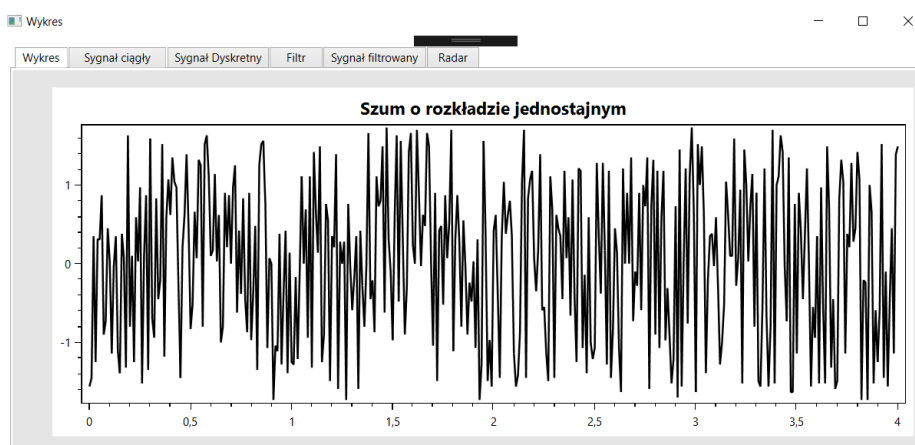 Wykres
Wykres Sygnał ciągły Sygnał Dyskretny Filtr Sygnał filtrowany Radar
Szum o rozkładzie jednostajnym
1
0
-1
0 0,5 1 1,5 2 2,5 3 3,5 4